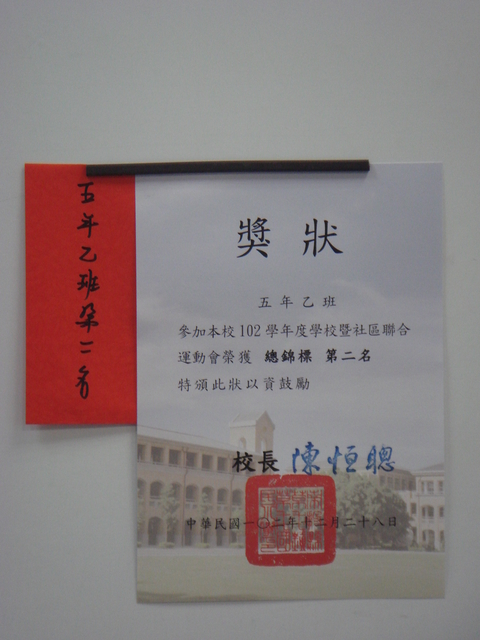 五年乙班第二名
獎狀
五年乙班
參加本校102學年度學校暨社區聯合
運動會榮獲 總錦標 第二名
特頒此狀以資鼓勵
校長 陳恒聰
中華民國一〇二年十二月二十八日